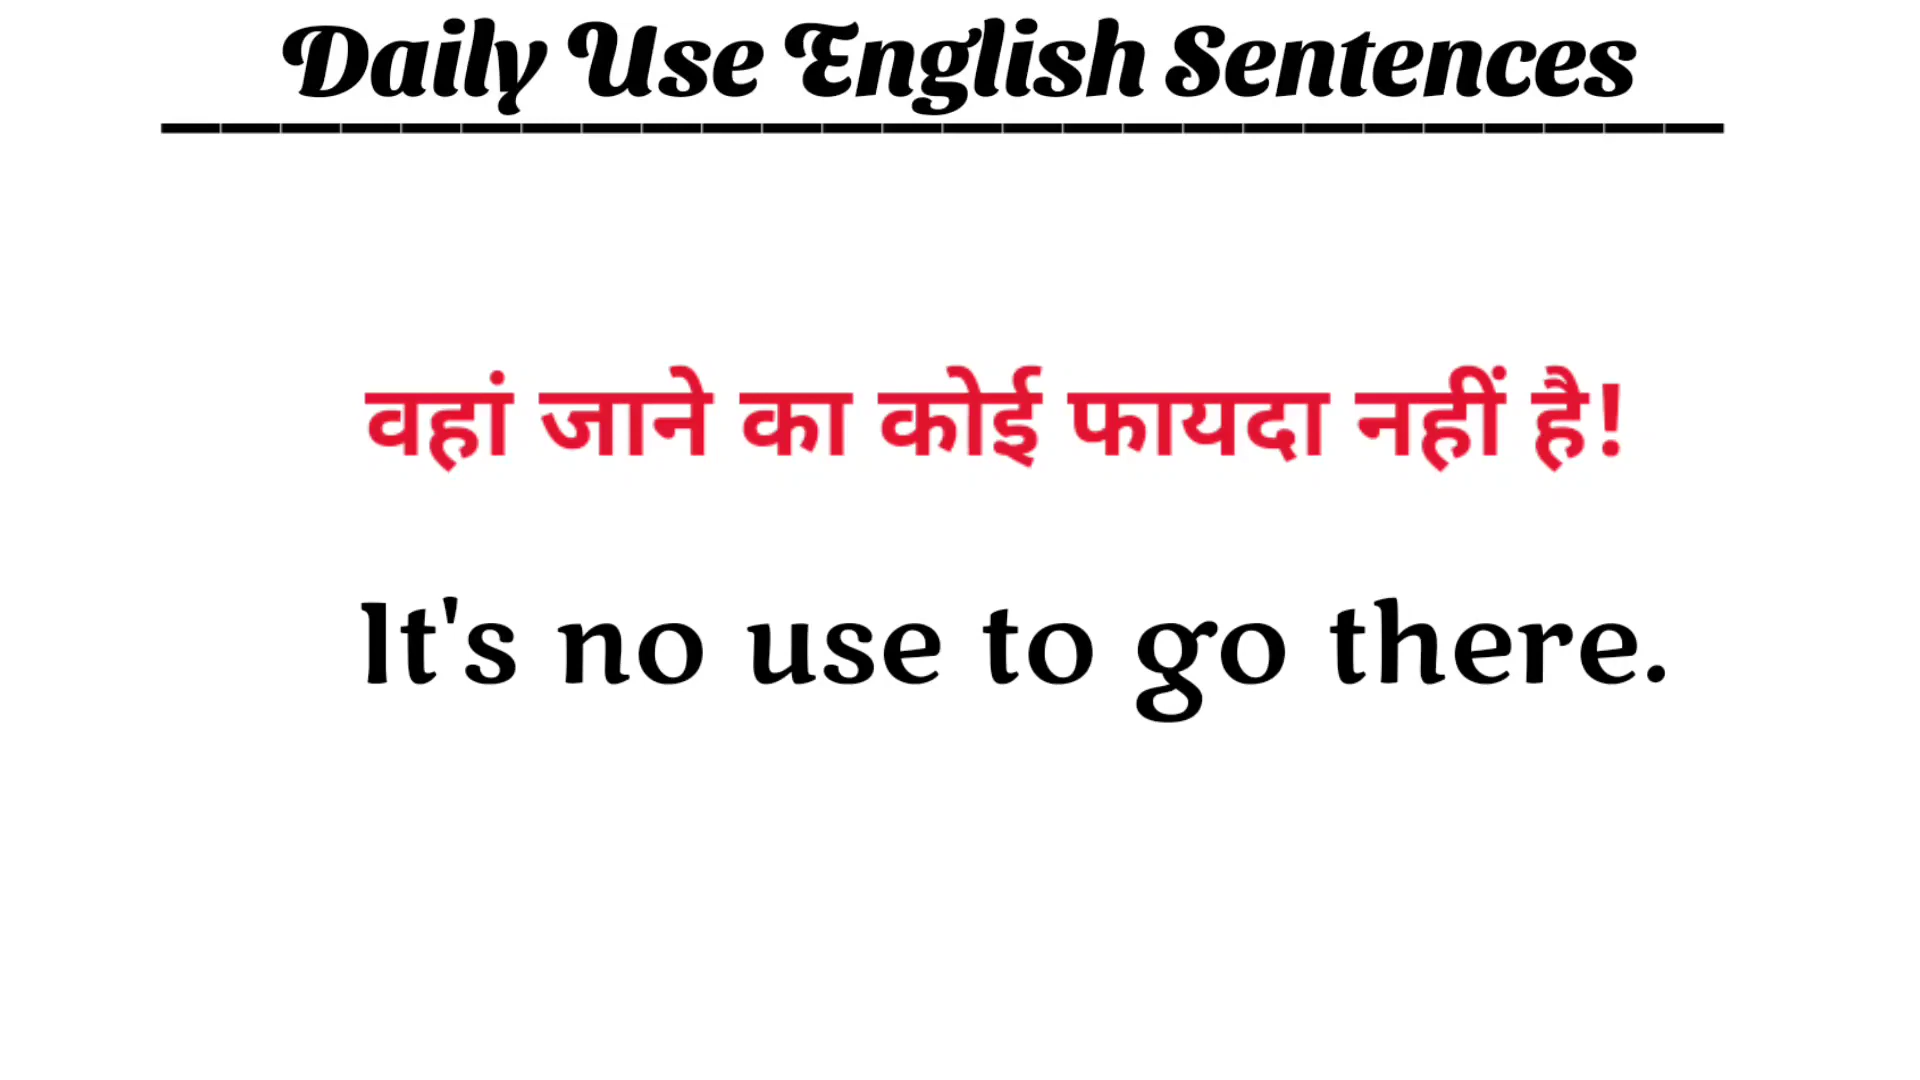 Daily Use English Sentences
वहां जाने का कोई फायदा नहीं है!
It's no use to go there.